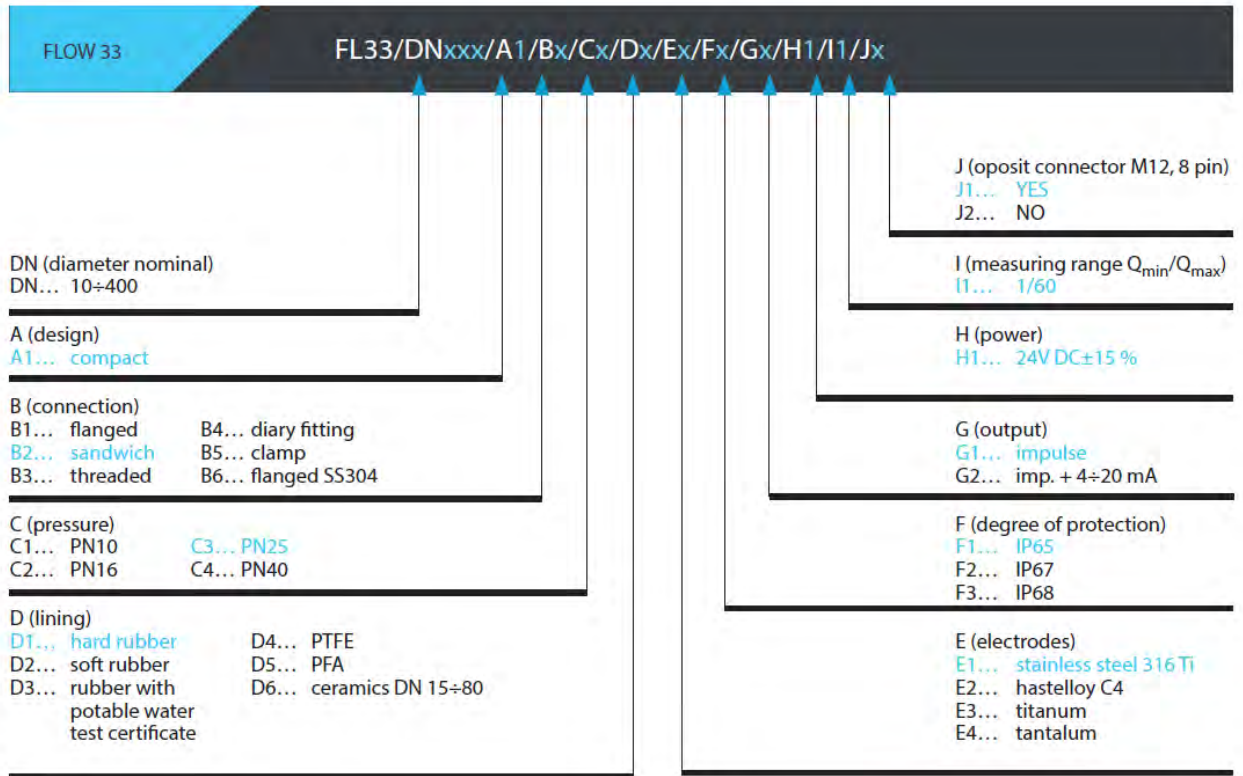 FLOW 33
FL33/DNxxx/A1/Bx/Cx/Dx/Ex/Fx/Gx/H1/I1/Jx
DN (diameter nominal)
DN... 10÷400
A (design)
A1... compact
B (connection)
B1... flanged B4... diary fitting
B2... sandwich B5... clamp
B3... threaded B6... flanged SS304
C (pressure)
C1... PN10 C3... PN25
C2... PN16 C4... PN40
D (lining)
D1... hard rubber D4... PTFE
D2... soft rubber D5... PFA
D3... rubber with D6... ceramics DN 15÷80
potable water
test certificate
J (oposit connector M12, 8 pin)
J1... YES
J2... NO
I (measuring range Qmin/Qmax)
I1... 1/60
H (power)
H1... 24V DC±15 %
G (output)
G1... impulse
G2... imp. + 4÷20 mA
F (degree of protection)
F1... IP65
F2... IP67
F3... IP68
E (electrodes)
E1... stainless steel 316 Ti
E2... hastelloy C4
E3... titanum
E4... tantalum